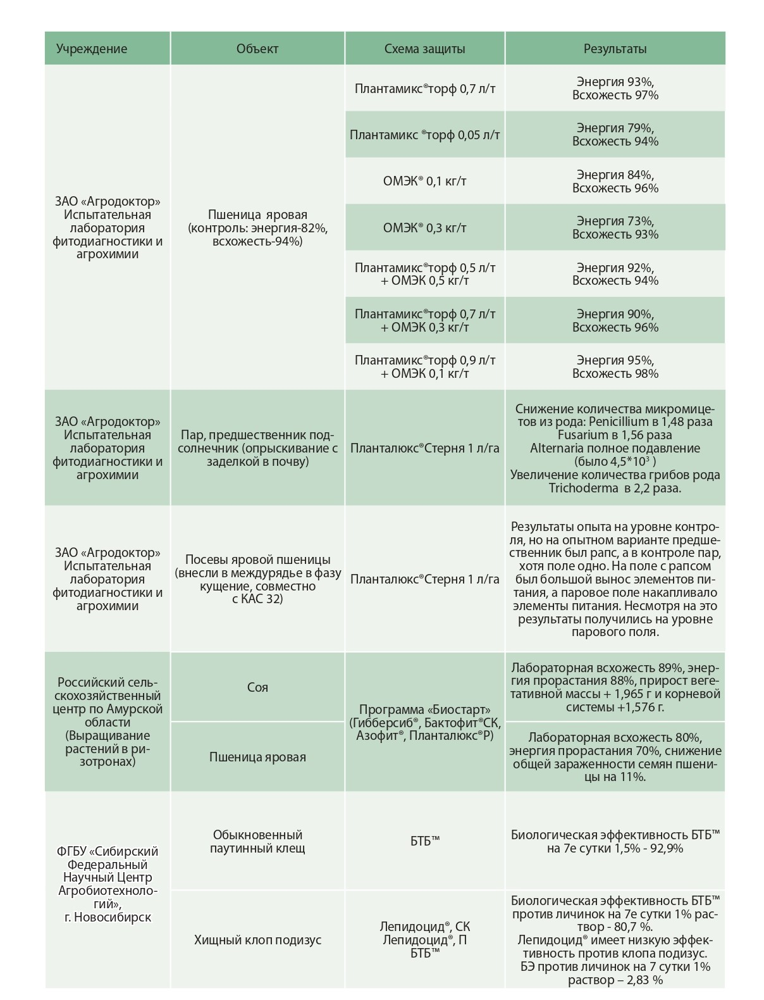 Учреждение
Объект
Схема защиты
Результаты
ЗАО «Агродоктор»
Испытательная
лаборатория
фитодиагностики и
агрохимии
Пшеница яровая
(контроль: энергия-82%,
всхожесть-94%)
Плантамикс®торф 0,7 л/т
Энергия 93%,
Всхожесть 97%
Плантамикс ®торф 0,05 л/т
Энергия 79%,
Всхожесть 94%
ОМЭК® 0,1 кг/т
Энергия 84%,
Всхожесть 96%
ОМЭК® 0,3 кг/т
Энергия 73%,
Всхожесть 93%
Плантамикс®торф 0,5 л/т
+ ОМЭК 0,5 кг/т
Энергия 92%,
Всхожесть 94%
Плантамикс®торф 0,7 л/т
+ ОМЭК 0,3 кг/т
Энергия 90%,
Всхожесть 96%
Плантамикс®торф 0,9 л/т
+ ОМЭК 0,1 кг/т
Энергия 95%,
Всхожесть 98%
ЗАО «Агродоктор»
Испытательная
лаборатория
фитодиагностики и
агрохимии
Пар, предшественник под-
солнечник (опрыскивание с
заделкой в почву)
Планталюкс®Стерня 1 л/га
Снижение количества микромице-
тов из рода: Penicillium в 1,48 раза
Fusarium в 1,56 раза
Alternaria полное подавление
(было 4,5*10³ )
Увеличение количества грибов рода
Trichoderma в 2,2 раза.
ЗАО «Агродоктор»
Испытательная
лаборатория
фитодиагностики и
агрохимии
Посевы яровой пшеницы
(внесли в междурядье в фазу
кущение, совместно
с КАС 32)
Планталюкс®Стерня 1 л/га
Результаты опыта на уровне контро-
ля, но на опытном варианте предше-
ственник был рапс, а в контроле пар,
хотя поле одно. На поле с рапсом
был большой вынос элементов пи-
тания, а паровое поле накапливало
элементы питания. Несмотря на это
результаты получились на уровне
парового поля.
Российский сель-
скохозяйственный
центр по Амурской
области
(Выращивание
растений в ри-
зотронах)
Соя
Программа «Биостарт»
(Гибберсиб®, Бактофит®СК,
Азофит®, Планталюкс®Р)
Лабораторная всхожесть 89%, энер-
гия прорастания 88%, прирост веге-
тативной массы + 1,965 г и корневой
системы +1,576 г.
Пшеница яровая
Лабораторная всхожесть 80%,
энергия прорастания 70%, снижение
общей зараженности семян пшени-
цы на 11%.
ФГБУ «Сибирский
Федеральный
Научный Центр
Агробиотехноло-
гий»,
г. Новосибирск
Обыкновенный
паутинный клещ
БТБ™
Биологическая эффективность БТБ™
на 7е сутки 1,5% - 92,9%
Хищный клоп подизус
Лепидоцид®, СК
Лепидоцид®, П
БТБ™
Биологическая эффективность БТБ™
против личинок на 7е сутки 1% рас-
твор - 80,7 %.
Лепидоцид® имеет низкую эффек-
тивность против клопа подизус.
БЭ против личинок на 7 сутки 1%
раствор – 2,83 %